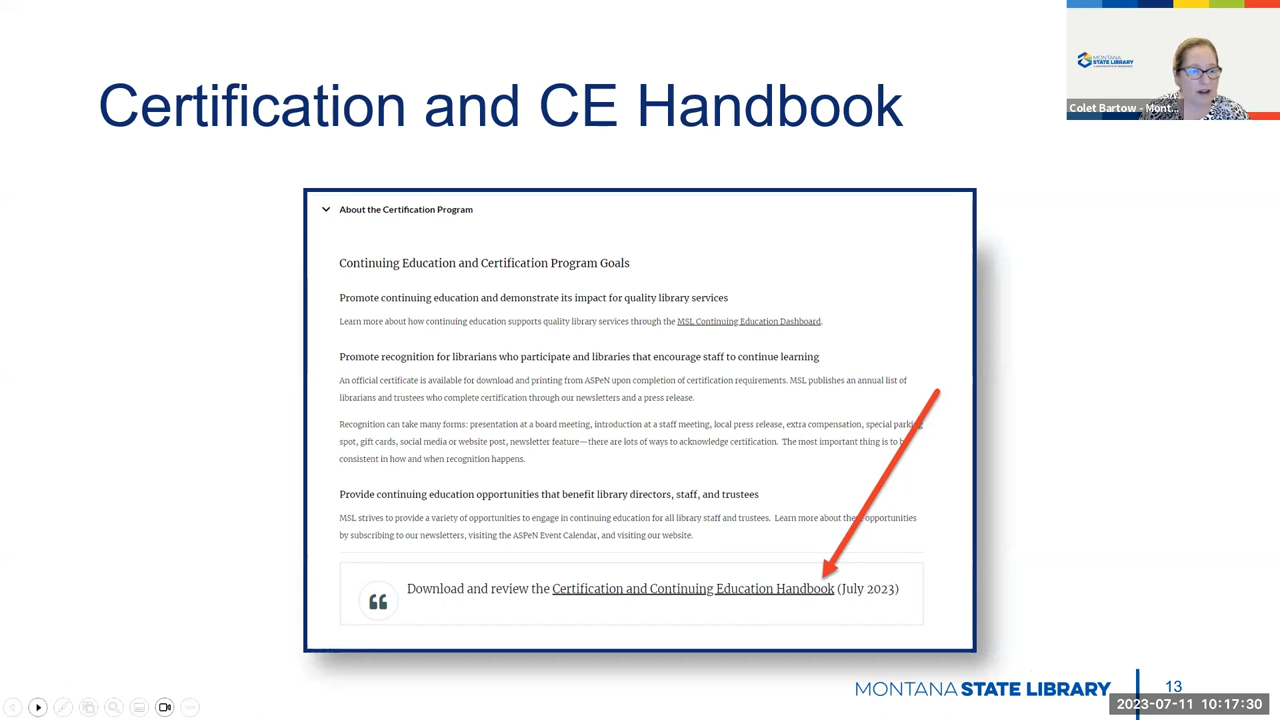 Certification and CE Handbook
MONTANA
STATE LIBRARY
Colet Bartow - Mont...
About the Certification Program
Continuing Education and Certification Program Goals
Promote continuing education and demonstrate its impact for quality library services
Learn more about how continuing education supports quality library services through the MSL Continuing Education Dashboard.
Promote recognition for librarians who participate and libraries that encourage staff to continue learning
An official certificate is available for download and printing from ASPeN upon completion of certification requirements. MSL publishes an annual list of
librarians and trustees who complete certification through our newsletters and a press release.
Recognition can take many forms: presentation at a board meeting, introduction at a staff meeting, local press release, extra compensation, special parking
spot, gift cards, social media or website post, newsletter feature—there are lots of ways to acknowledge certification. The most important thing is to be
consistent in how and when recognition happens.
Provide continuing education opportunities that benefit library directors, staff, and trustees
MSL strives to provide a variety of opportunities to engage in continuing education for all library staff and trustees. Learn more about these opportunities
by subscribing to our newsletters, visiting the ASPeN Event Calendar, and visiting our website.
Download and review the Certification and Continuing Education Handbook (July 2023)
MONTANA STATE LIBRARY
13
2023-07-11 10:17:30